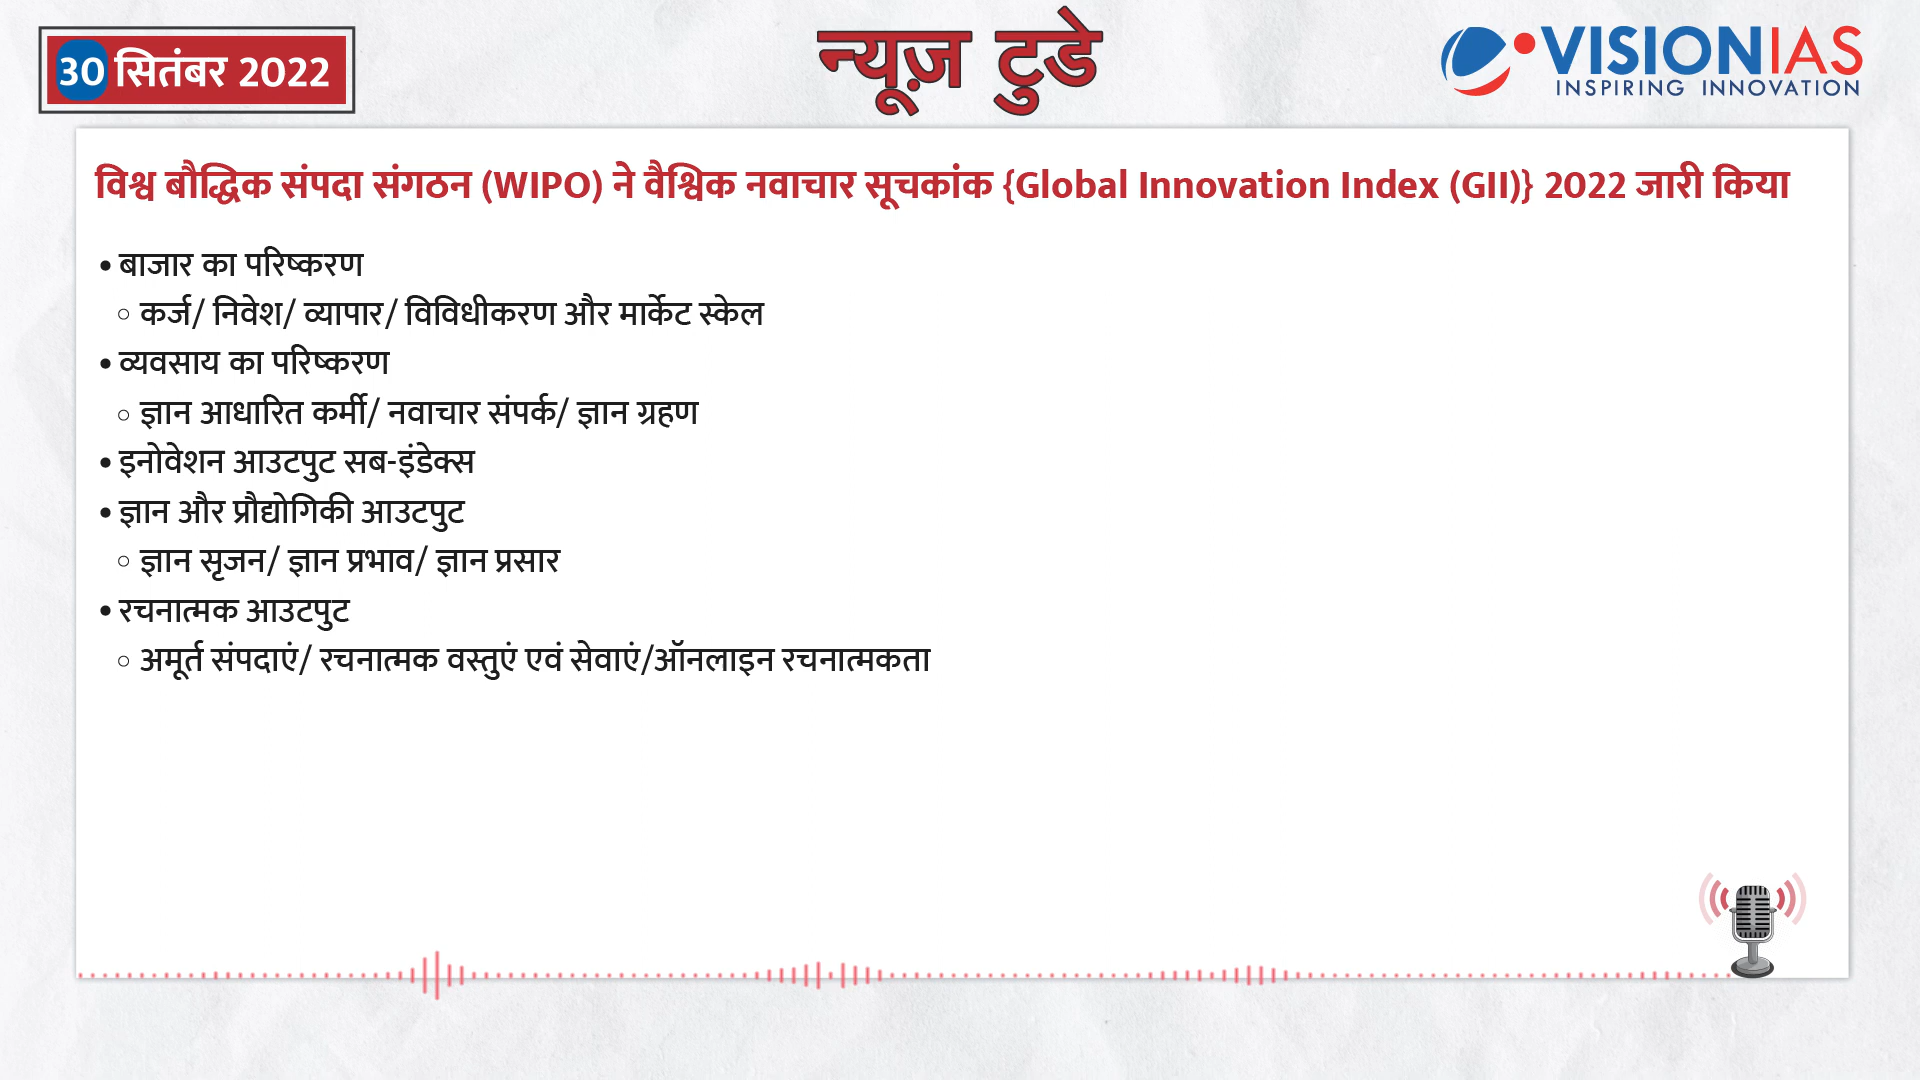 30 सितंबर 2022
न्यूज़ टुडे
VISIONIAS
INSPIRING INNOVATION
विश्व बौद्धिक संपदा संगठन (WIPO) ने वैश्विक नवाचार सूचकांक {Global Innovation Index (GII)} 2022 जारी किया
• बाजार का परिष्करण
○ कर्ज/ निवेश/ व्यापार/ विविधीकरण और मार्केट स्केल
• व्यवसाय का परिष्करण
○ ज्ञान आधारित कर्मी/ नवाचार संपर्क/ ज्ञान ग्रहण
• इनोवेशन आउटपुट सब-इंडेक्स
• ज्ञान और प्रौद्योगिकी आउटपुट
○ ज्ञान सृजन/ ज्ञान प्रभाव/ ज्ञान प्रसार
• रचनात्मक आउटपुट
○ अमूर्त संपदाएं/ रचनात्मक वस्तुएं एवं सेवाएं/ऑनलाइन रचनात्मकता